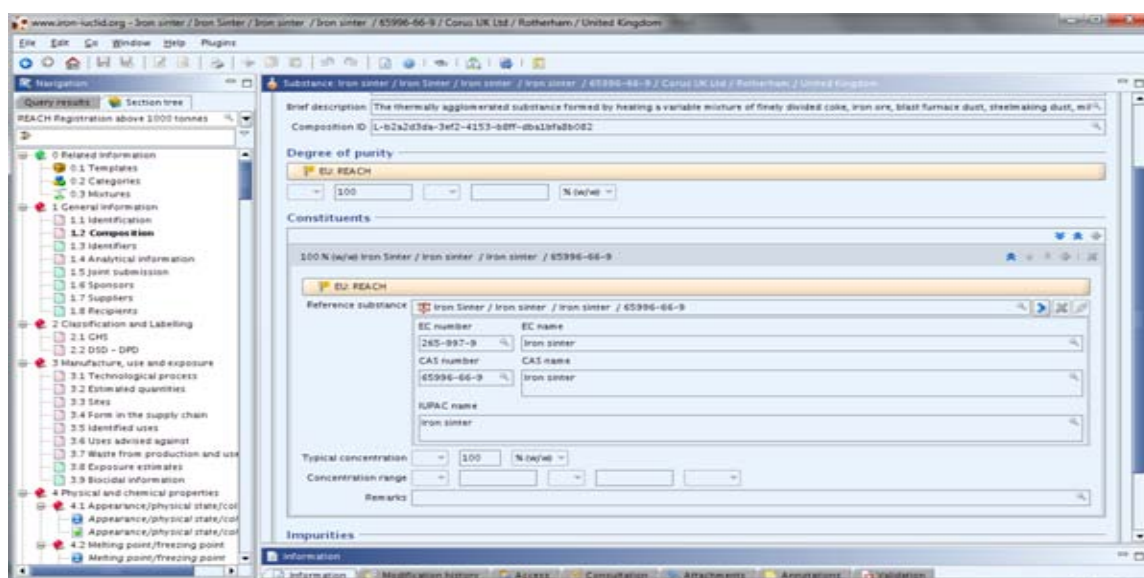 www.iron-iuclid.org - Iron sinter / Iron Sinter / Iron sinter / Iron sinter / 65996-66-9 / Corus UK Ltd / Rotherham / United Kingdom
File Edit Go Window Help Plugins
Navigation
Query results Section tree
REACH Registration above 1000 tonnes
0 Related Information
0.1 Templates
0.2 Categories
0.3 Mixtures
1 General Information
1.1 Identification
1.2 Composition
1.3 Identifiers
1.4 Analytical information
1.5 Joint submission
1.6 Sponsors
1.7 Suppliers
1.8 Recipients
2 Classification and Labelling
2.1 GHS
2.2 DSD - DPD
3 Manufacture, use and exposure
3.1 Technological process
3.2 Estimated quantities
3.3 Sites
3.4 Form in the supply chain
3.5 Identified uses
3.6 Uses advised against
3.7 Waste from production and use
3.8 Exposure estimates
3.9 Biocidal information
4 Physical and chemical properties
4.1 Appearance/physical state/col
Appearance/physical state/col
Appearance/physical state/col
4.2 Melting point/freezing point
Melting point/freezing point
Substance: Iron sinter / Iron Sinter / Iron sinter / Iron sinter / 65996-66-9 / Corus UK Ltd / Rotherham / United Kingdom
Brief description The thermally agglomerated substance formed by heating a variable mixture of finely divided coke, iron ore, blast furnace dust, steelmaking dust, mil
Composition ID
Degree of purity
EU: REACH
100 % (w/w)
Constituents
100 % (w/w) Iron Sinter / Iron sinter / Iron sinter / 65996-66-9
EU: REACH
Reference substance Iron Sinter / Iron sinter / Iron sinter / 65996-66-9
EC number EC name
265-997-9 Iron sinter
CAS number CAS name
65996-66-9 Iron sinter
IUPAC name
Iron sinter
Typical concentration 100 % (w/w)
Concentration range
Remarks
Impurities
Information
Information Modification history Access Consultation Attachments Annotations Validation